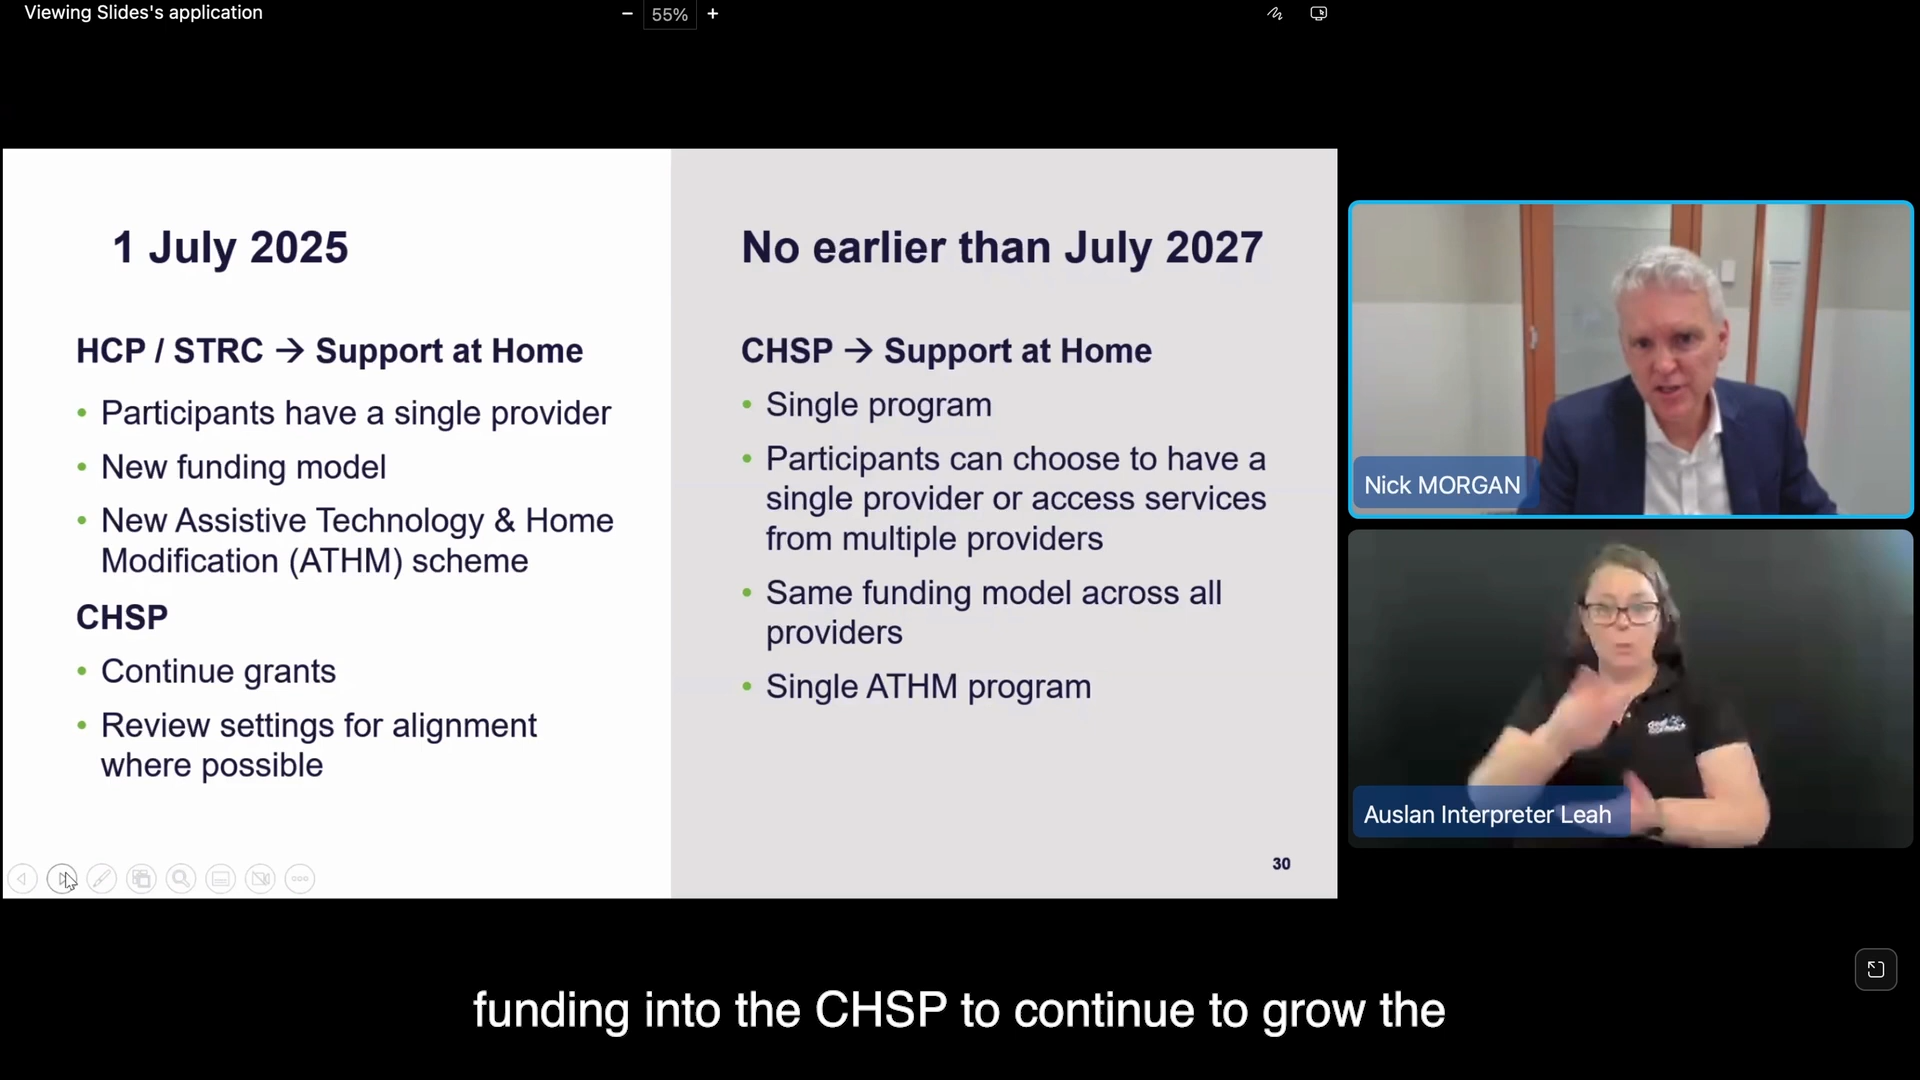 Viewing Slides's application
− 55% +
1 July 2025
HCP / STRC → Support at Home
• Participants have a single provider
• New funding model
• New Assistive Technology & Home
Modification (ATHM) scheme
CHSP
• Continue grants
• Review settings for alignment
where possible
No earlier than July 2027
CHSP → Support at Home
• Single program
• Participants can choose to have a
single provider or access services
from multiple providers
• Same funding model across all
providers
• Single ATHM program
30
Nick MORGAN
Auslan Interpreter Leah
funding into the CHSP to continue to grow the